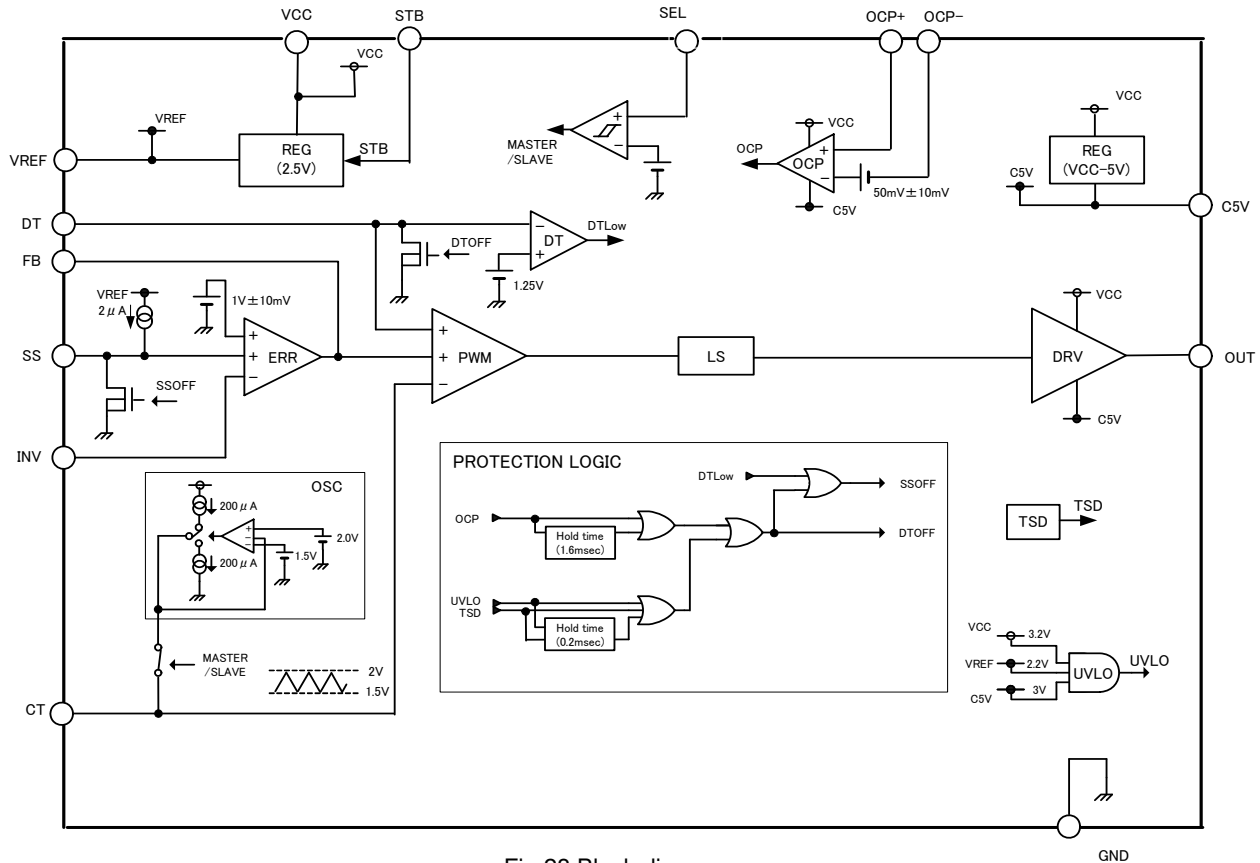 VCC
STB
SEL
OCP+
OCP−
VCC
VREF
VREF
REG
(2.5V)
STB
MASTER
/SLAVE
+
−
VCC
OCP
OCP
+
−
C5V
50mV±10mV
VCC
REG
(VCC−5V)
C5V
C5V
DT
DTOFF
−
+
DT
DTLow
1.25V
FB
VREF
2μA
1V±10mV
SS
SSOFF
+
+
−
ERR
+
+
−
PWM
LS
VCC
DRV
C5V
OUT
INV
OSC
200μA
200μA
+
−
−
1.5V
2.0V
MASTER
/SLAVE
2V
1.5V
CT
PROTECTION LOGIC
DTLow
SSOFF
OCP
Hold time
(1.6msec)
DTOFF
UVLO
TSD
Hold time
(0.2msec)
TSD
TSD
VCC
3.2V
VREF
2.2V
C5V
3V
UVLO
UVLO
GND